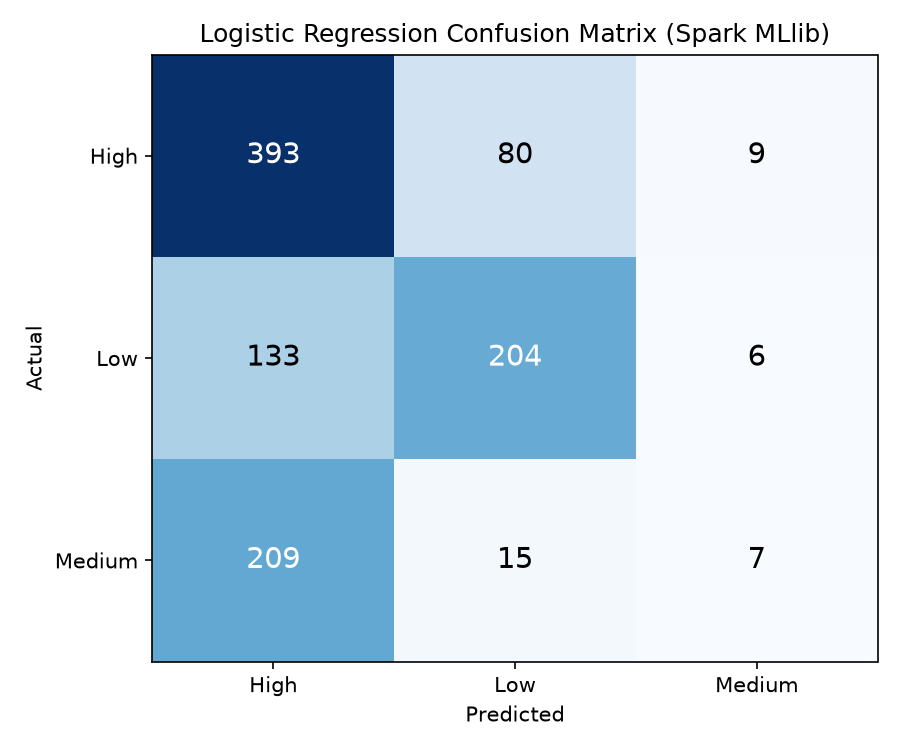 Logistic Regression Confusion Matrix (Spark MLlib)
High 393 80 9
Low 133 204 6
Medium 209 15 7
High Low Medium
Predicted
Actual